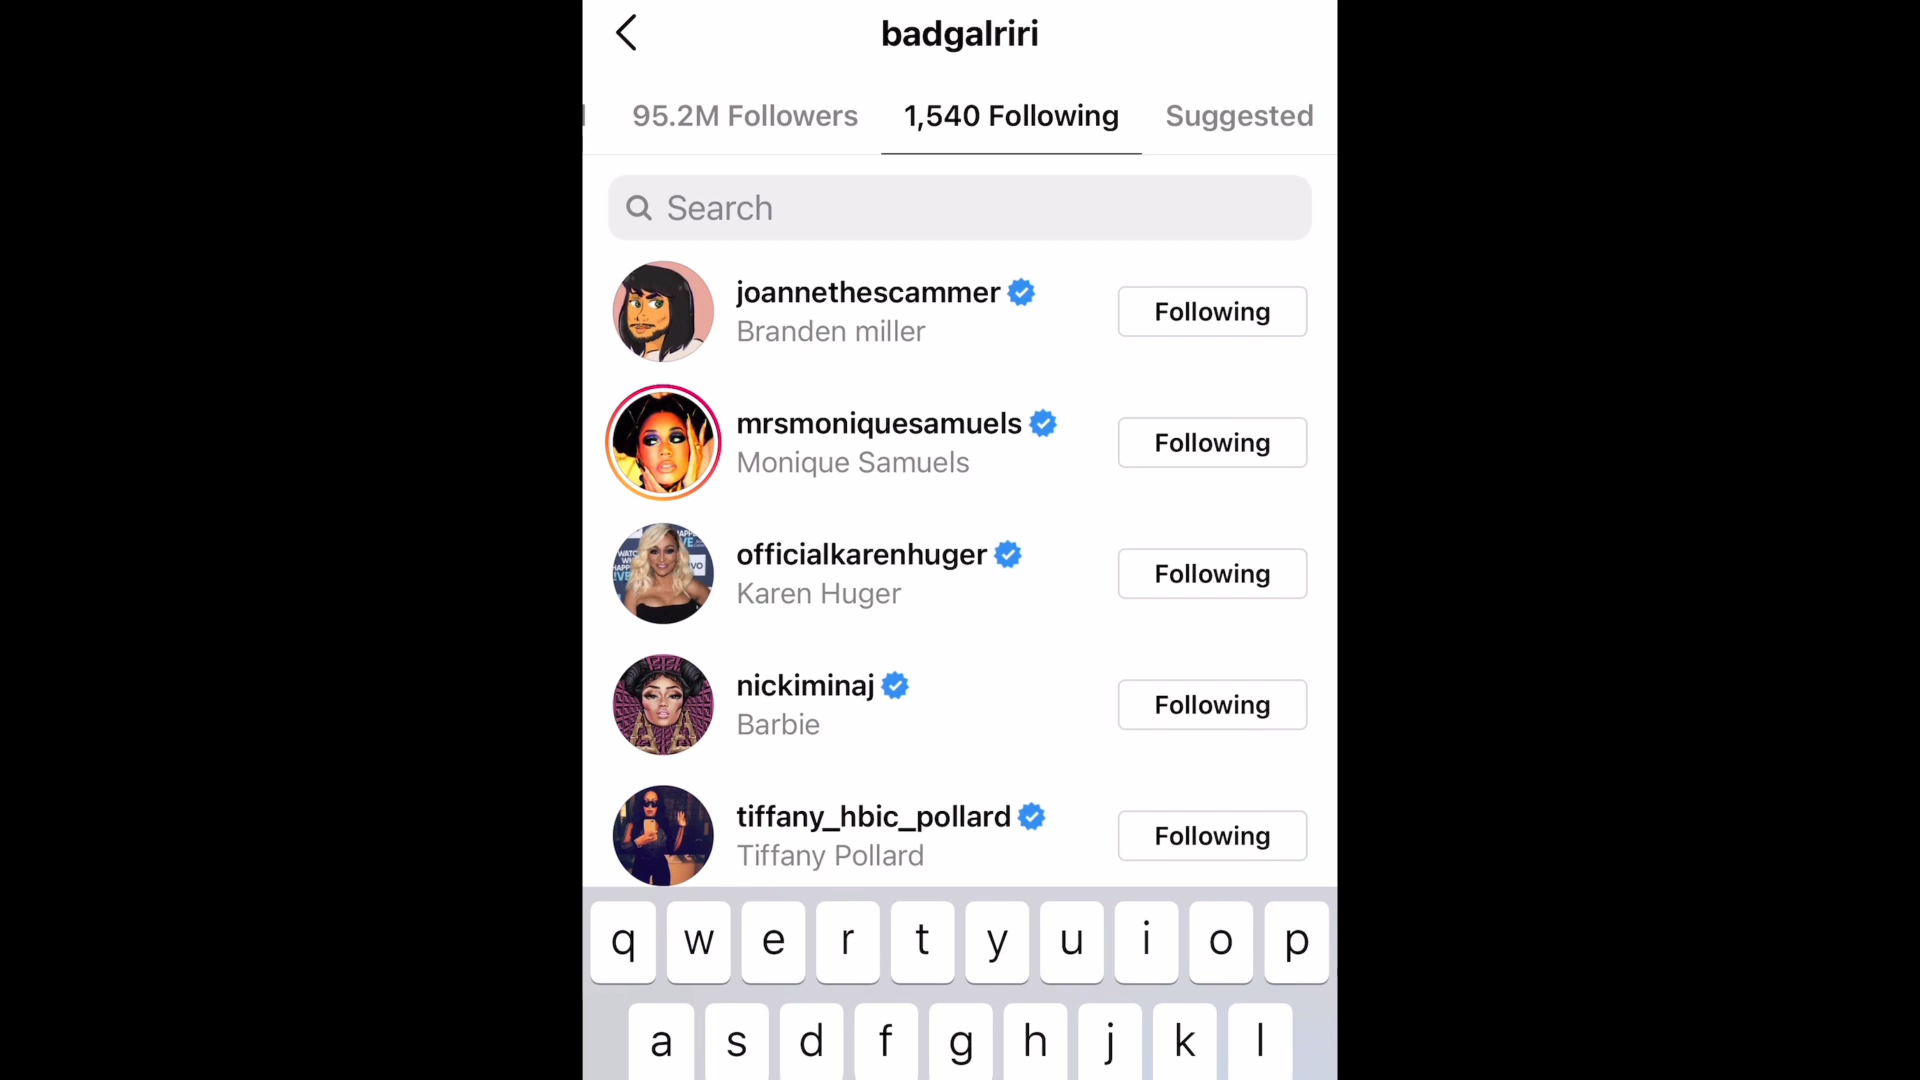 badgalriri
95.2M Followers 1,540 Following Suggested
Search
joannethescammer
Branden miller
Following
mrsmoniquesamuels
Monique Samuels
Following
officialkarenhuger
Karen Huger
Following
nickiminaj
Barbie
Following
tiffany_hbic_pollard
Tiffany Pollard
Following
q w e r t y u i o p
a s d f g h j k l